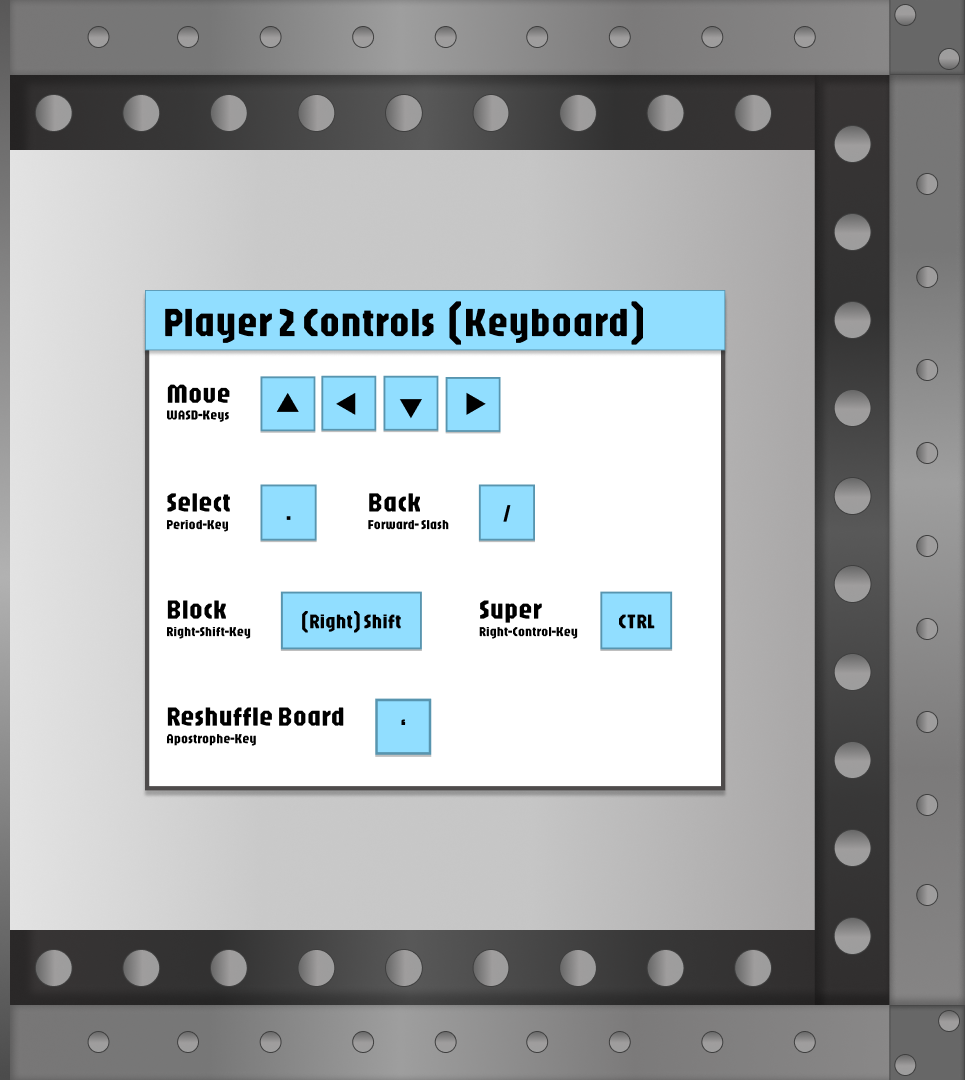 Player 2 Controls (Keyboard)
Move
WASD-Keys
Select
Period-Key
.
Back
Forward-Slash
/
Block
Right-Shift-Key
(Right) Shift
Super
Right-Control-Key
CTRL
Reshuffle Board
Apostrophe-Key
‘